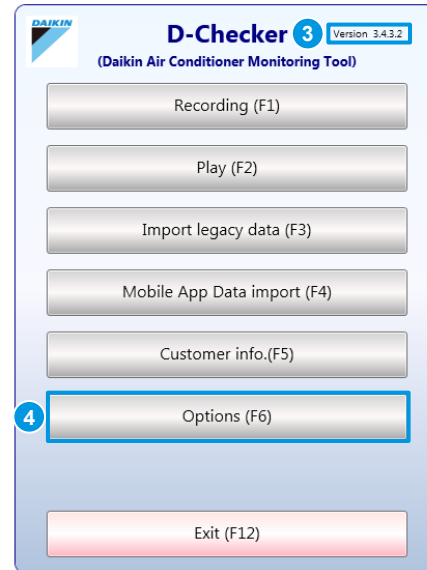 DAIKIN
D-Checker 3 Version 3.4.3.2
(Daikin Air Conditioner Monitoring Tool)
Recording (F1)
Play (F2)
Import legacy data (F3)
Mobile App Data import (F4)
Customer info.(F5)
4 Options (F6)
Exit (F12)